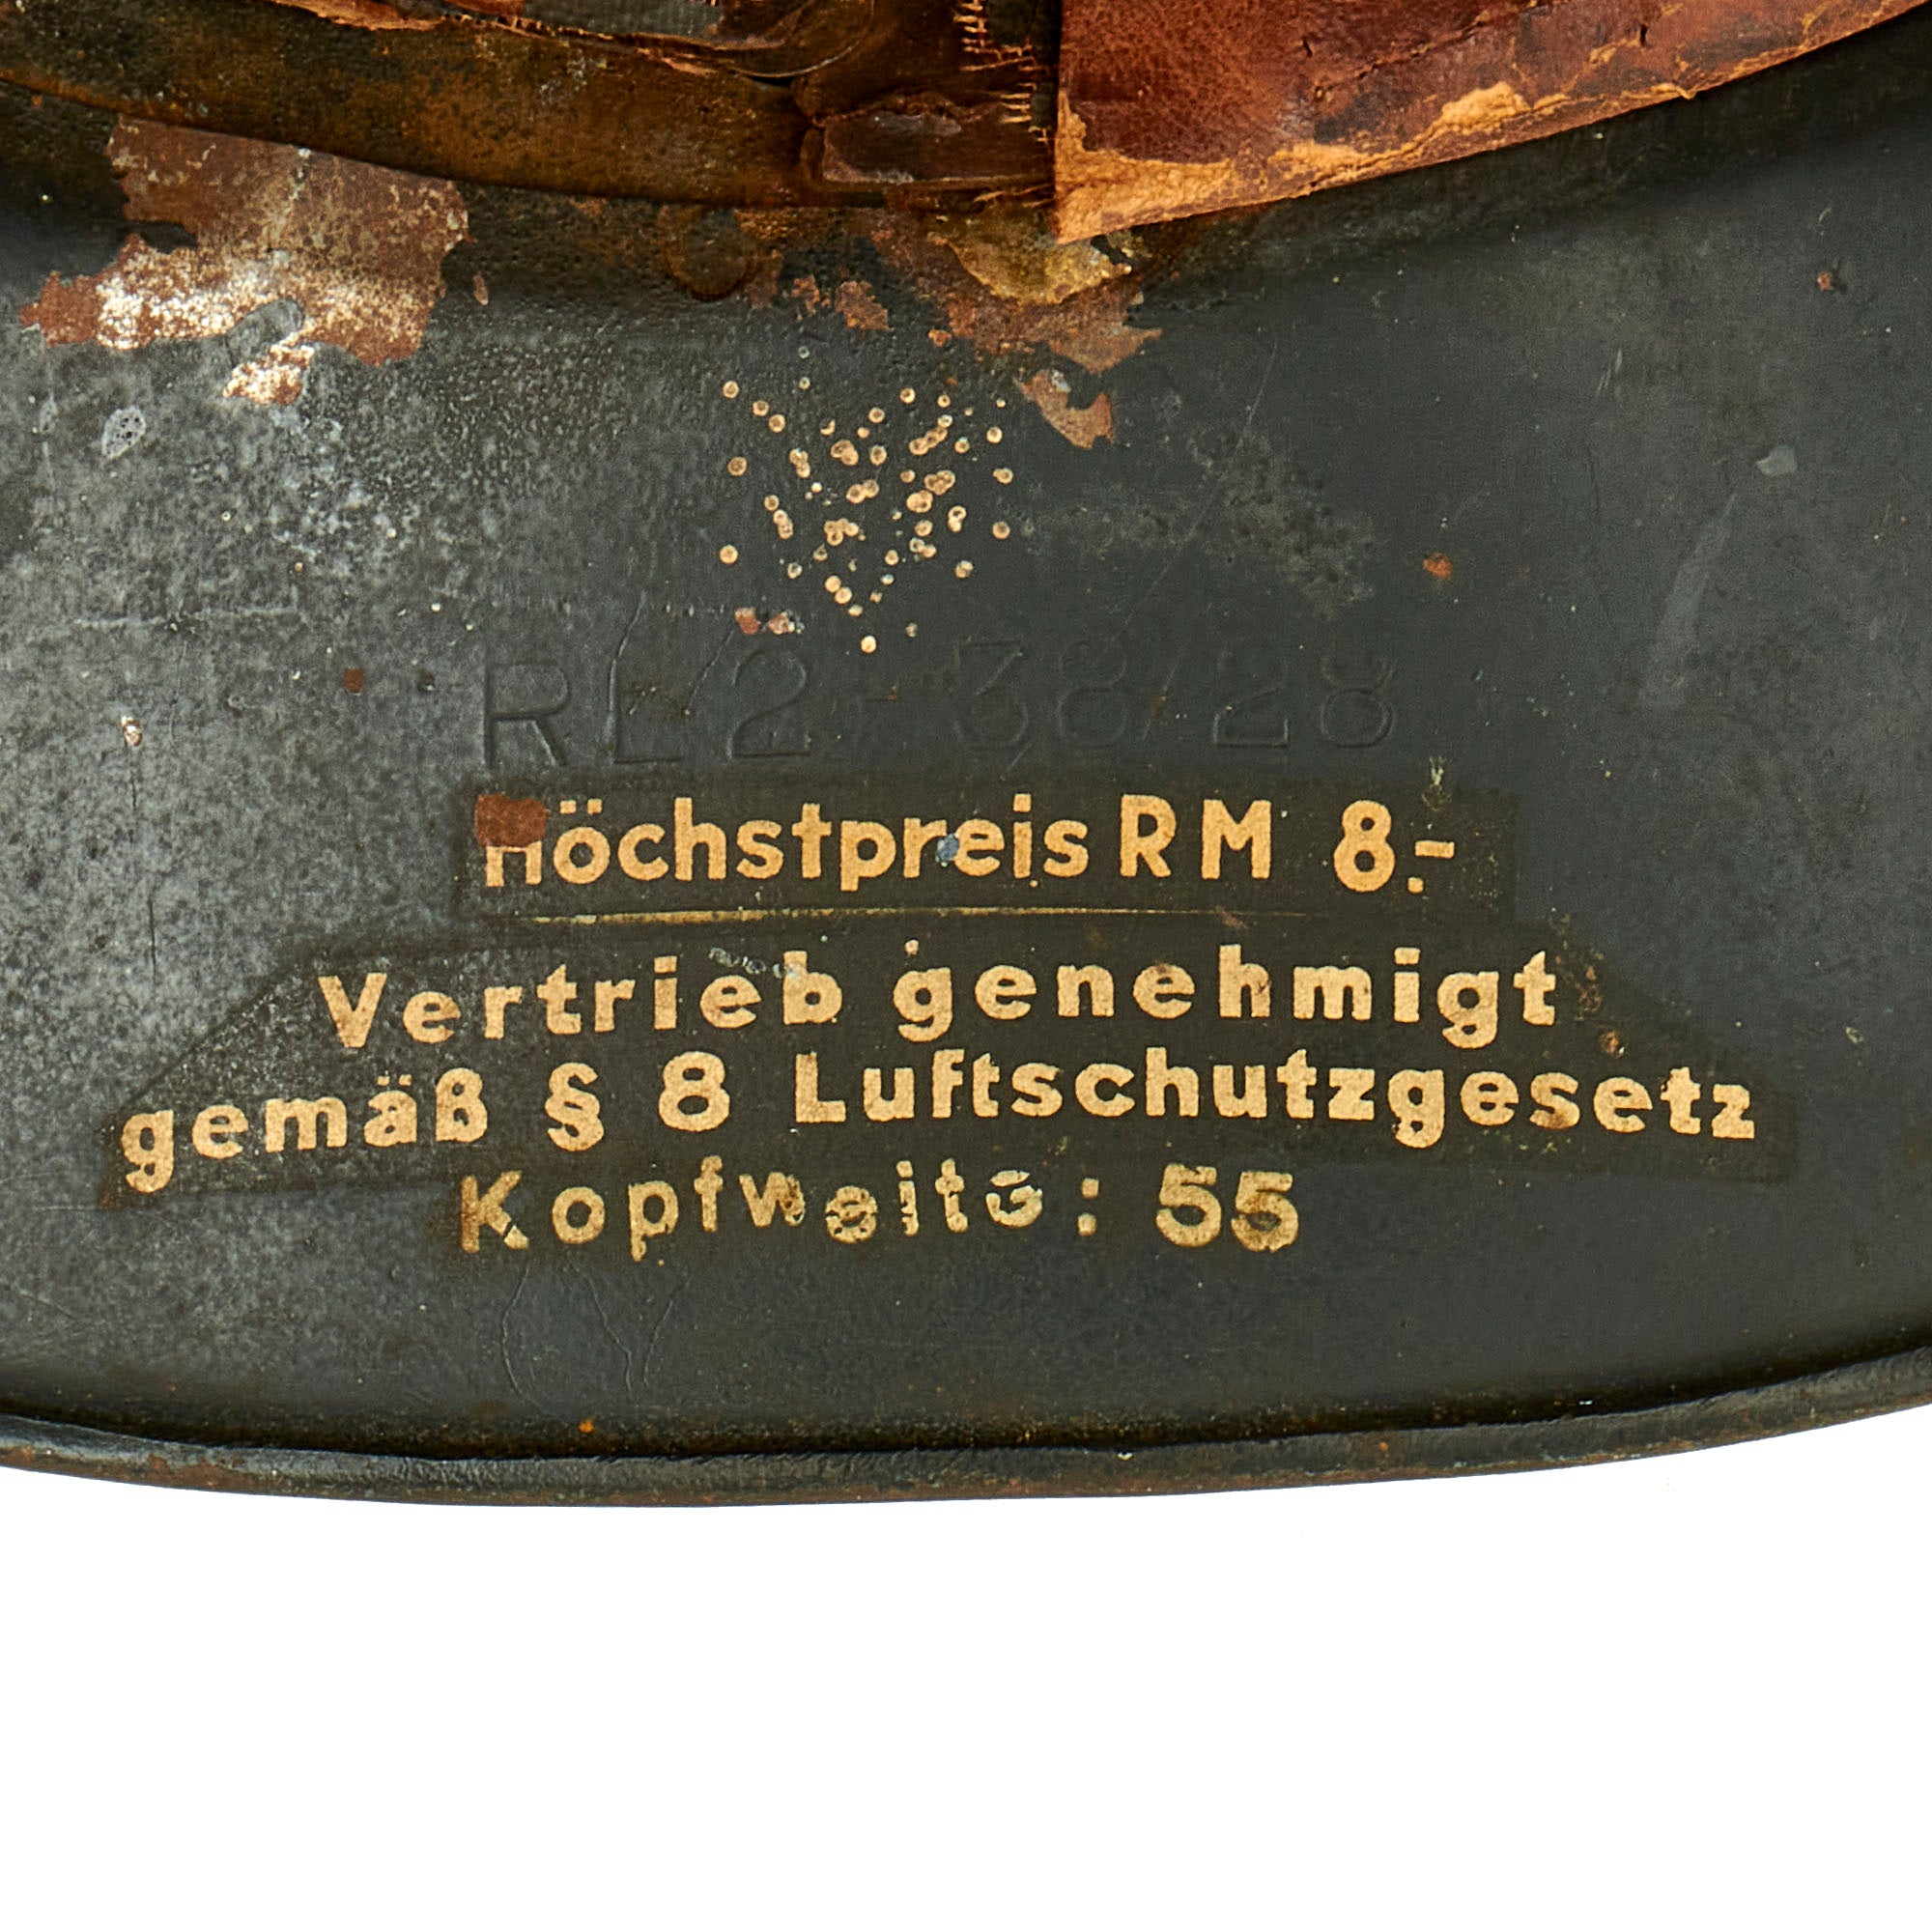 RL2-38/28
Höchstpreis RM 8.-
Vertrieb genehmigt
gemäß § 8 Luftschutzgesetz
Kopfweite: 55